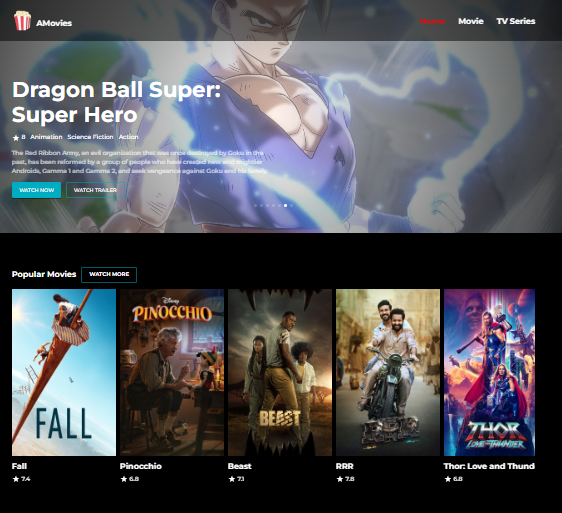 AMovies
Home Movie TV Series
Dragon Ball Super:
Super Hero
8 Animation Science Fiction Action
The Red Ribbon Army, an evil organization that was once destroyed by Goku in the
past, has been reformed by a group of people who have created new and mightier
Androids, Gamma 1 and Gamma 2, and seek vengeance against Goku and his family.
WATCH NOW WATCH TRAILER
Popular Movies WATCH MORE
FALL
Disney
PINOCCHIO
BEAST
THOR
LOVE AND THUNDER
Fall Pinocchio Beast RRR Thor: Love and Thund
7.4 6.8 7.1 7.8 6.8